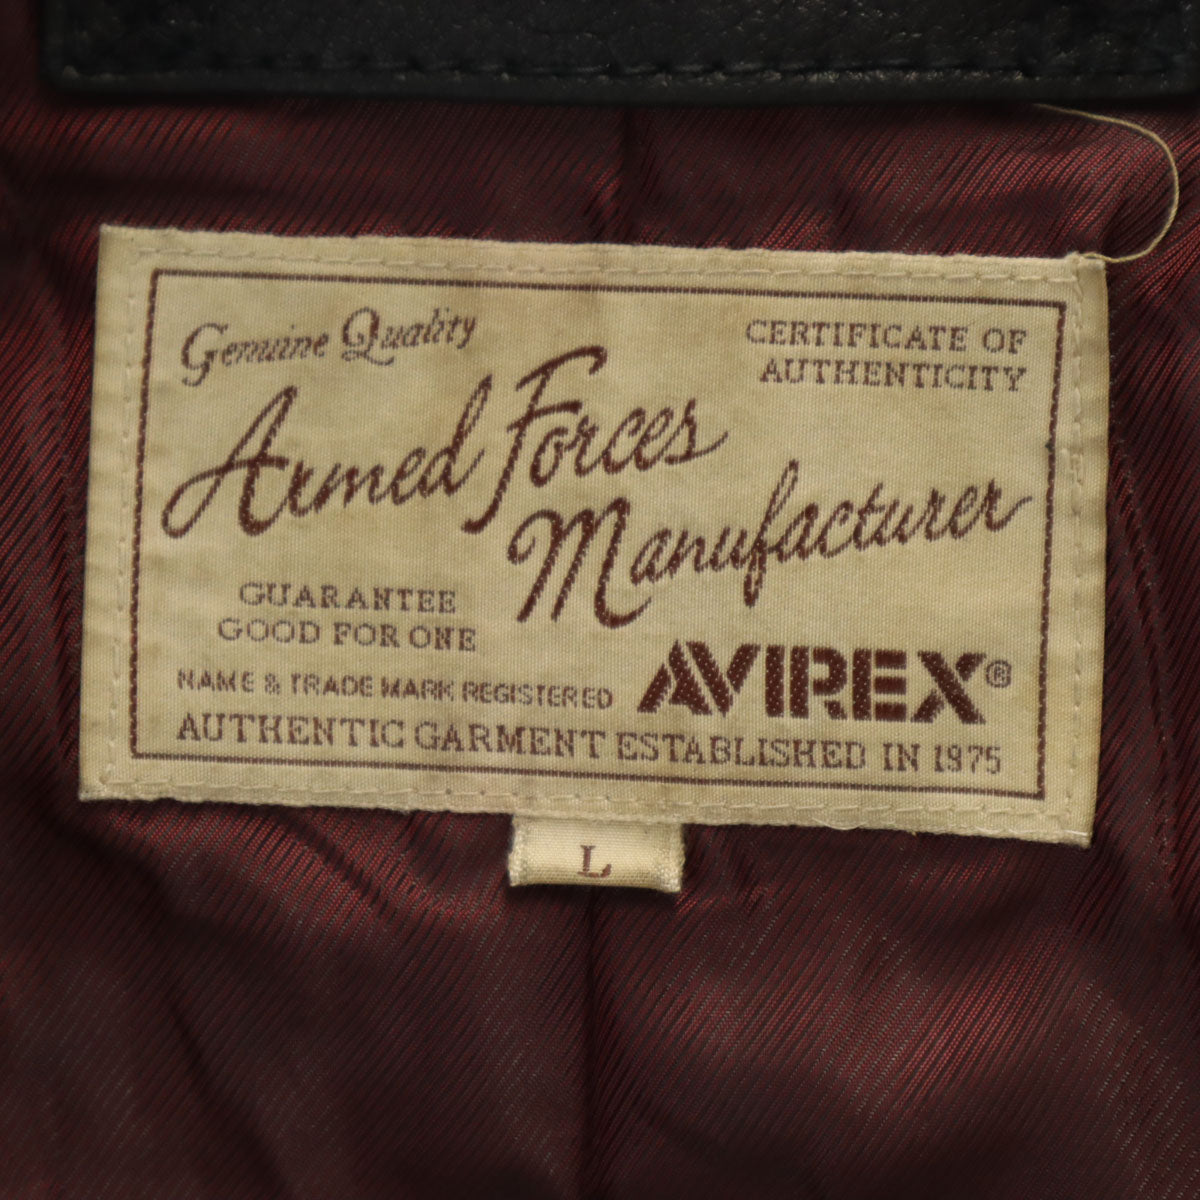 Genuine Quality
CERTIFICATE OF
AUTHENTICITY
Armed Forces
Manufacturer
GUARANTEE
GOOD FOR ONE
NAME & TRADE MARK REGISTERED
AVIREX®
AUTHENTIC GARMENT ESTABLISHED IN 1975
L